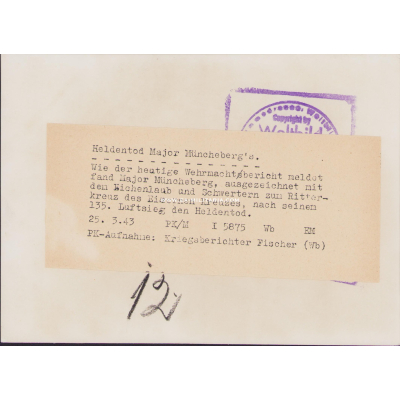 Copyright by
Weltbild
Heldentod Major Müncheberg's.
Wie der heutige Wehrmachtsbericht meldet
fand Major Müncheberg, ausgezeichnet mit
dem Eichenlaub und Schwertern zum Ritter-
kreuz des Eisernen Kreuzes, nach seinem
135. Luftsieg den Heldentod.
25. 3.43 PK/M I 5875 Wb EM
PK-Aufnahme: Kriegsberichter Fischer (Wb)
12